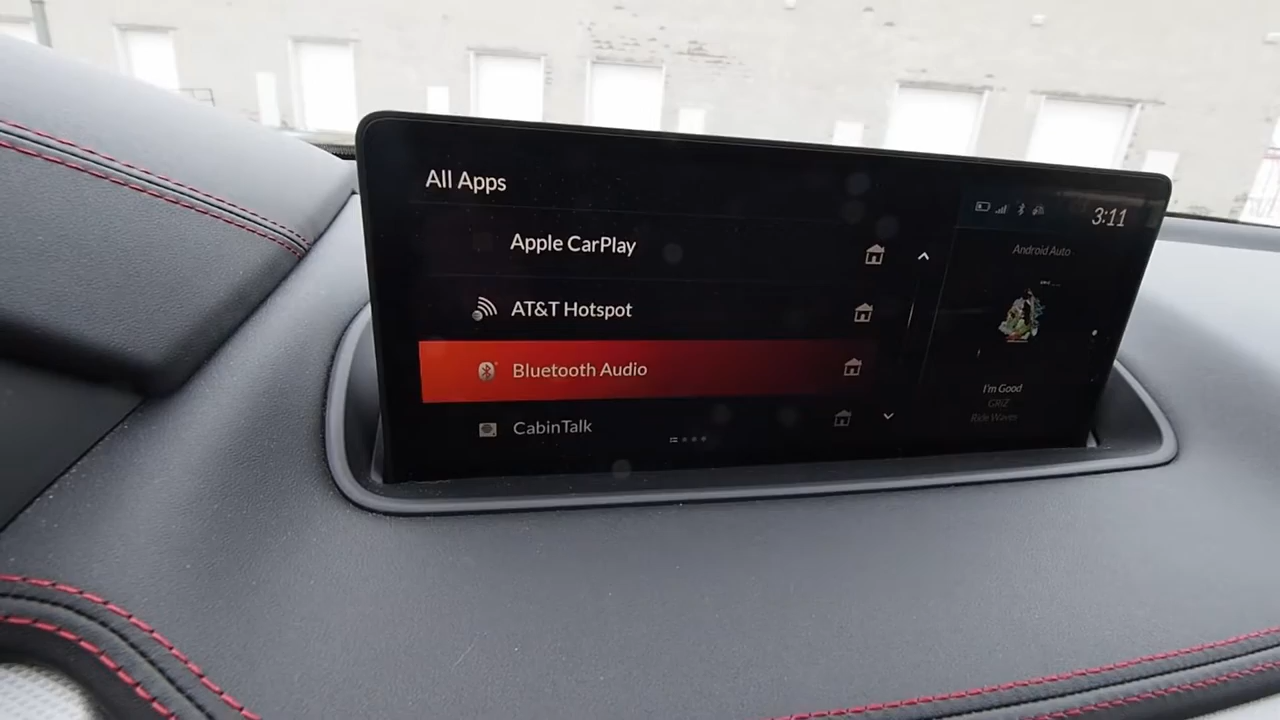 All Apps
Apple CarPlay
AT&T Hotspot
Bluetooth Audio
CabinTalk
3:11
Android Auto
I'm Good
GRiZ
Ride Waves